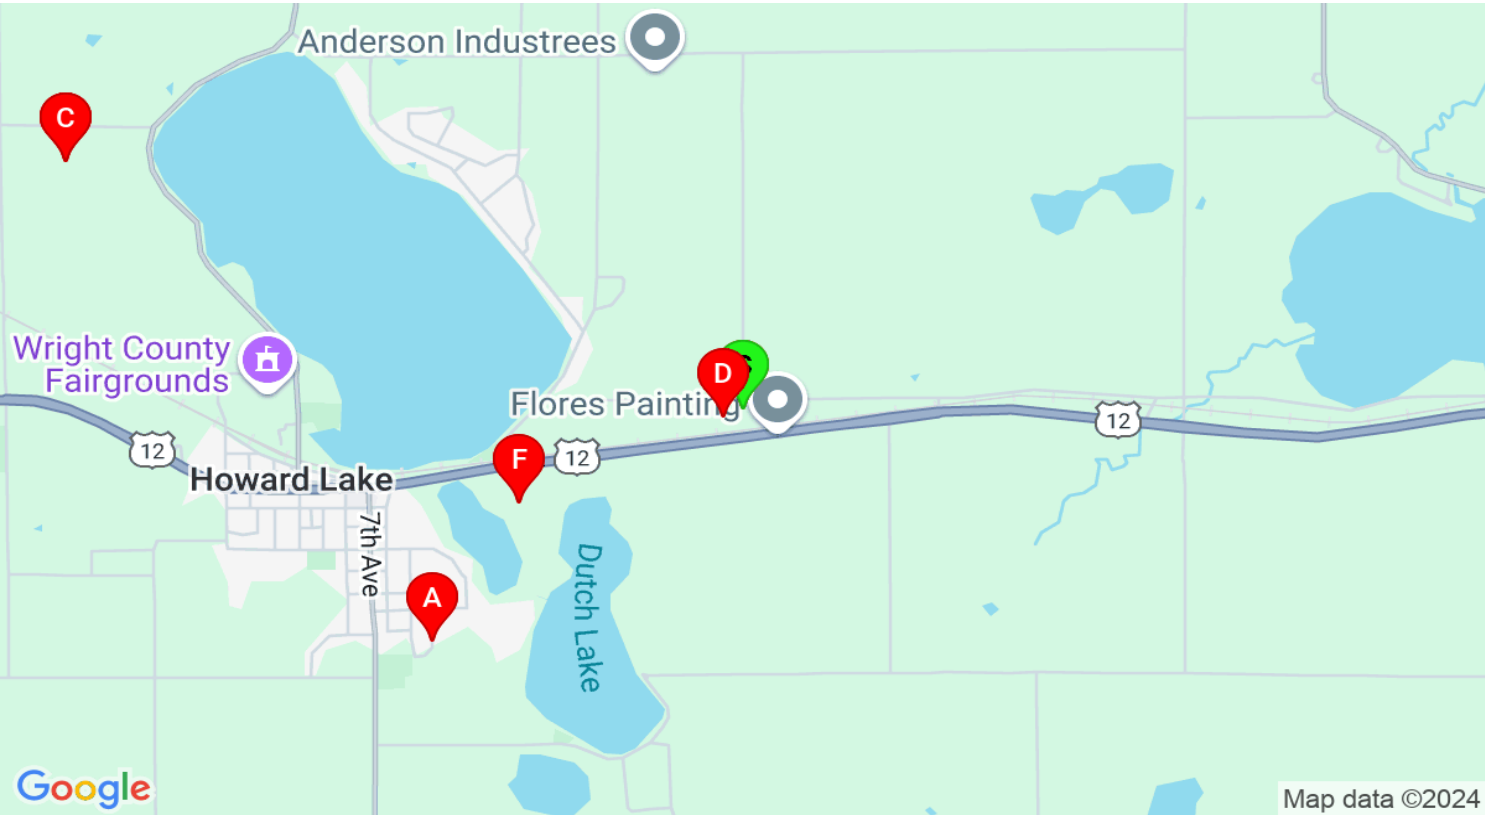 Anderson Industrees
C
Wright County
Fairgrounds
S
D
Flores Painting
12
12
12
F
Howard Lake
7th Ave
Dutch Lake
A
Google
Map data ©2024